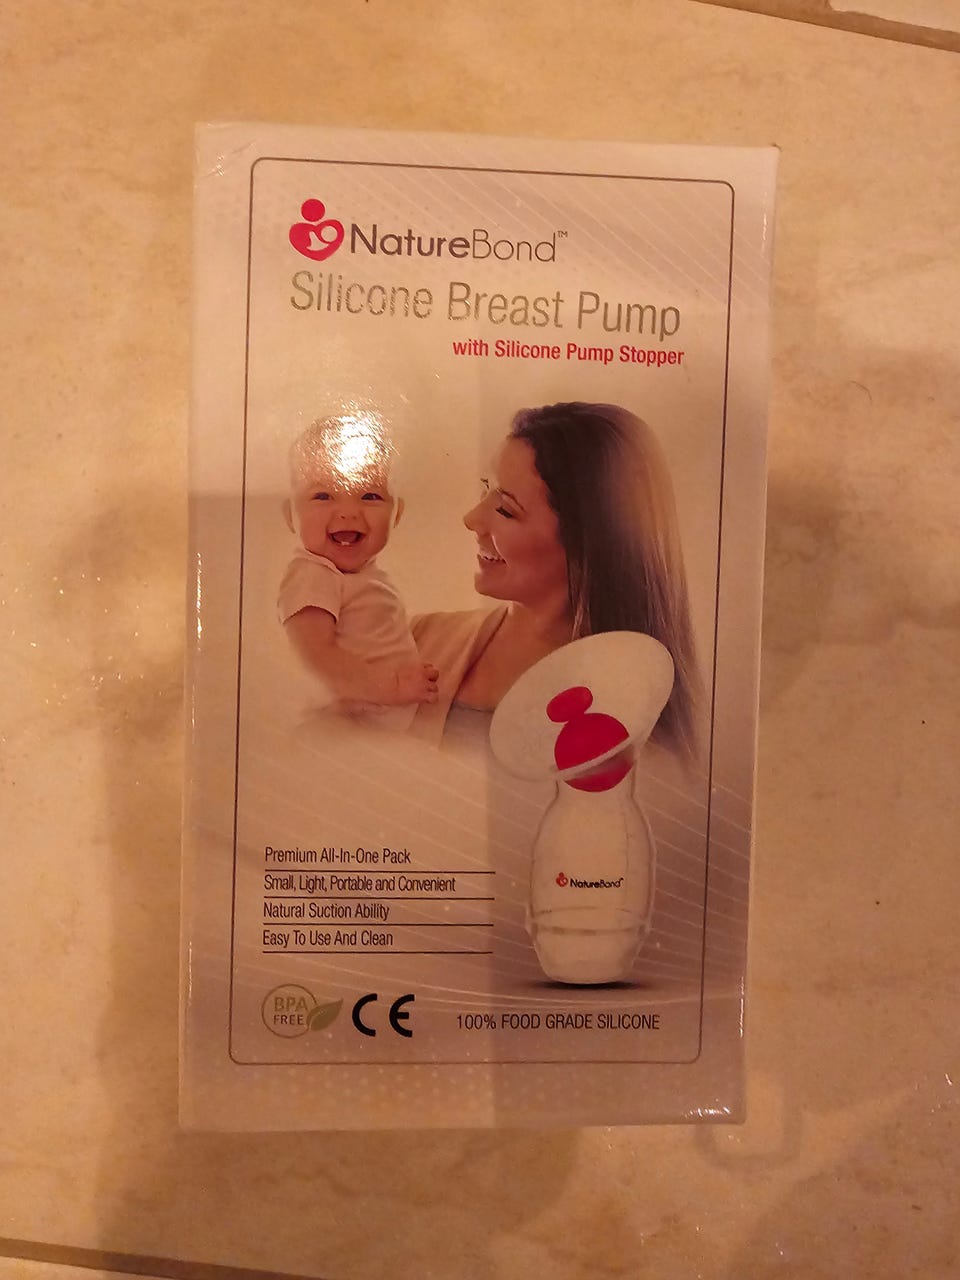 NatureBond™
Silicone Breast Pump
with Silicone Pump Stopper
NatureBond™
Premium All-In-One Pack
Small, Light, Portable and Convenient
Natural Suction Ability
Easy To Use And Clean
BPA
FREE
CE
100% FOOD GRADE SILICONE